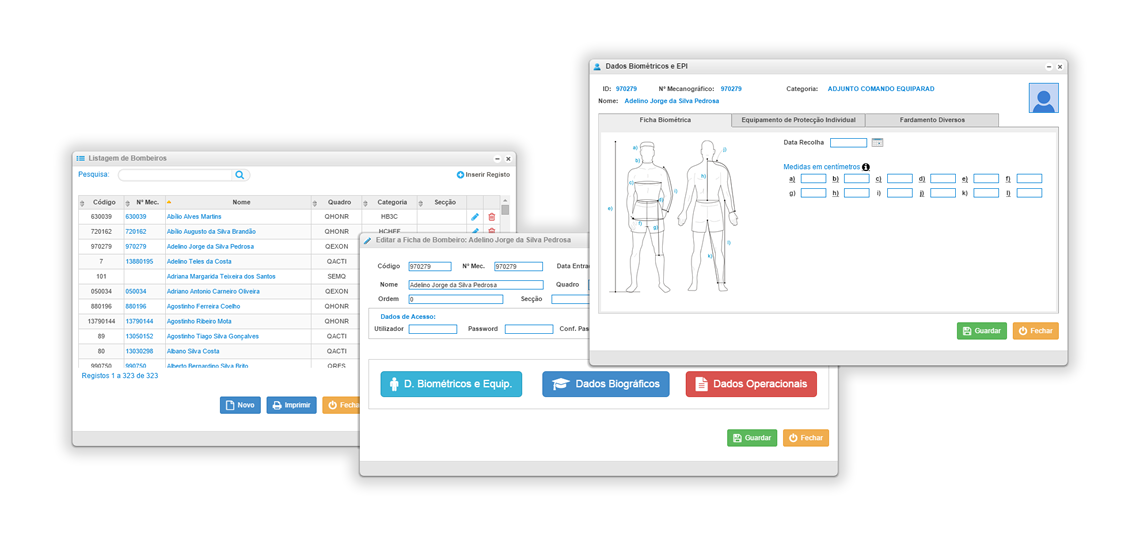 Listagem de Bombeiros
Pesquisa:
Inserir Registo
Código Nº Mec. Nome Quadro Categoria Secção
630039 630039 Abílio Alves Martins QHONR HB3C
720162 720162 Abílio Augusto da Silva Brandão QHONR HCHEF
970279 970279 Adelino Jorge da Silva Pedrosa QEXON
7 13880195 Adelino Teles da Costa QACTI
101 Adriana Margarida Teixeira dos Santos SEMQ
050034 050034 Adriano Antonio Carneiro Oliveira QEXON
880196 880196 Agostinho Ferreira Coelho QHONR
13790144 13790144 Agostinho Ribeiro Mota QHONR
89 13050152 Agostinho Tiago Silva Gonçalves QACTI
80 13030298 Albano Silva Costa QACTI
990750 990750 Alberto Bernardino Silva Brito QRES
Registos 1 a 323 de 323
Novo Imprimir Fecha
Editar a Ficha de Bombeiro: Adelino Jorge da Silva Pedrosa
Código 970279 Nº Mec. 970279 Data Entrad
Nome Adelino Jorge da Silva Pedrosa Quadro
Ordem 0 Secção
Dados de Acesso:
Utilizador Password Conf. Pas
D. Biométricos e Equip. Dados Biográficos Dados Operacionais
Guardar Fechar
Dados Biométricos e EPI
ID: 970279 Nº Mecanográfico: 970279 Categoria: ADJUNTO COMANDO EQUIPARAD
Nome: Adelino Jorge da Silva Pedrosa
Ficha Biométrica Equipamento de Protecção Individual Fardamento Diversos
Data Recolha
Medidas em centímetros
a) b) c) d) e) f)
g) h) i) j) k) l)
a)
b)
c)
d)
e)
f)
g)
i)
j)
h)
l)
k)
Guardar Fechar